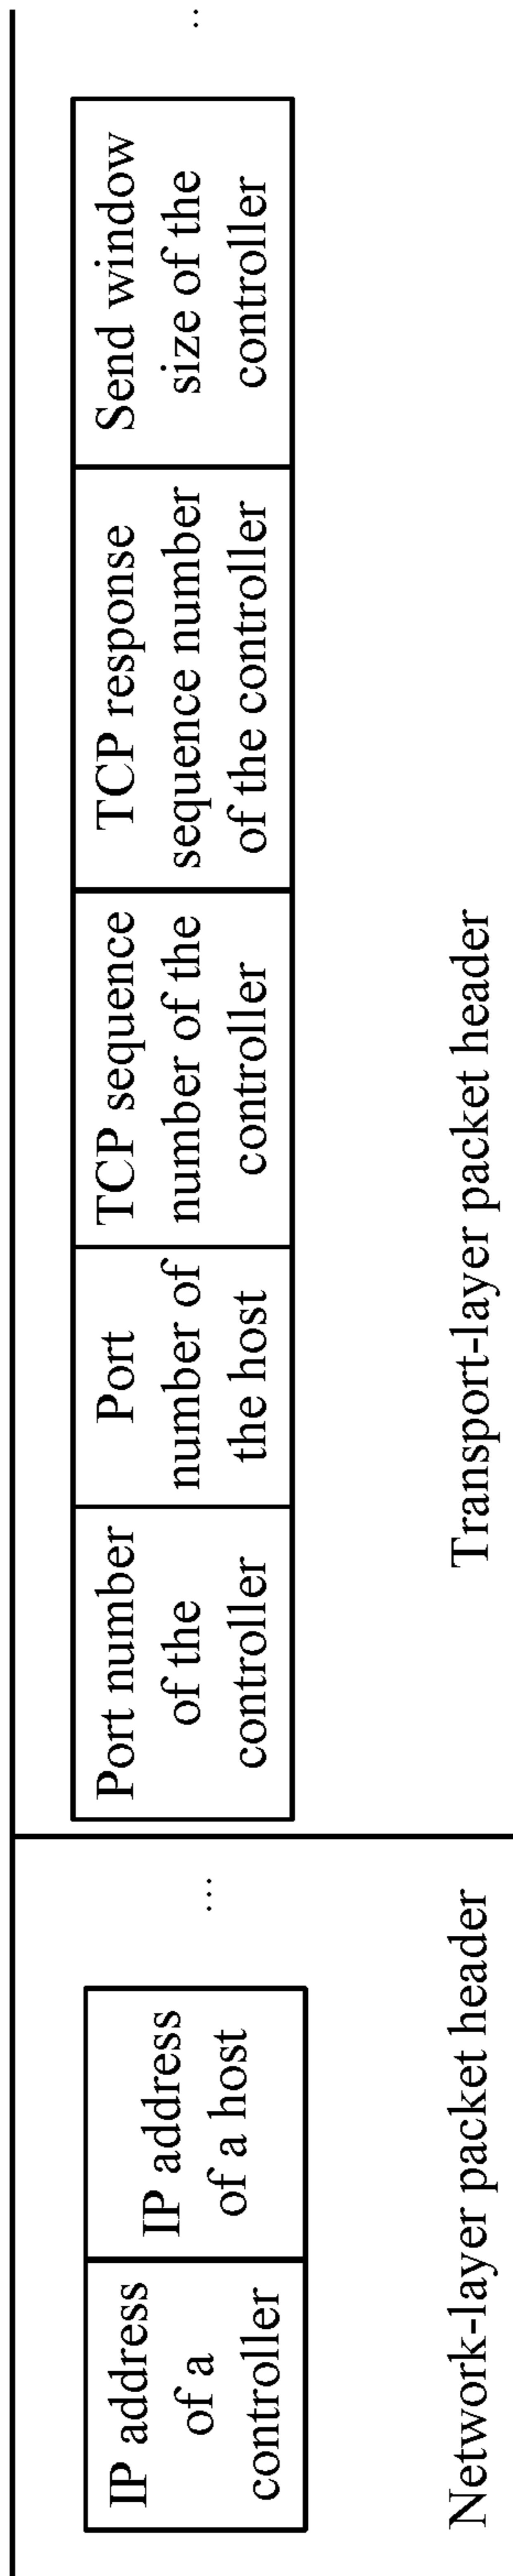 IP address
of a
controller
IP address
of a host
...
Network-layer packet header
Port number
of the
controller
Port
number of
the host
TCP sequence
number of the
controller
TCP response
sequence number
of the controller
Send window
size of the
controller
..
Transport-layer packet header